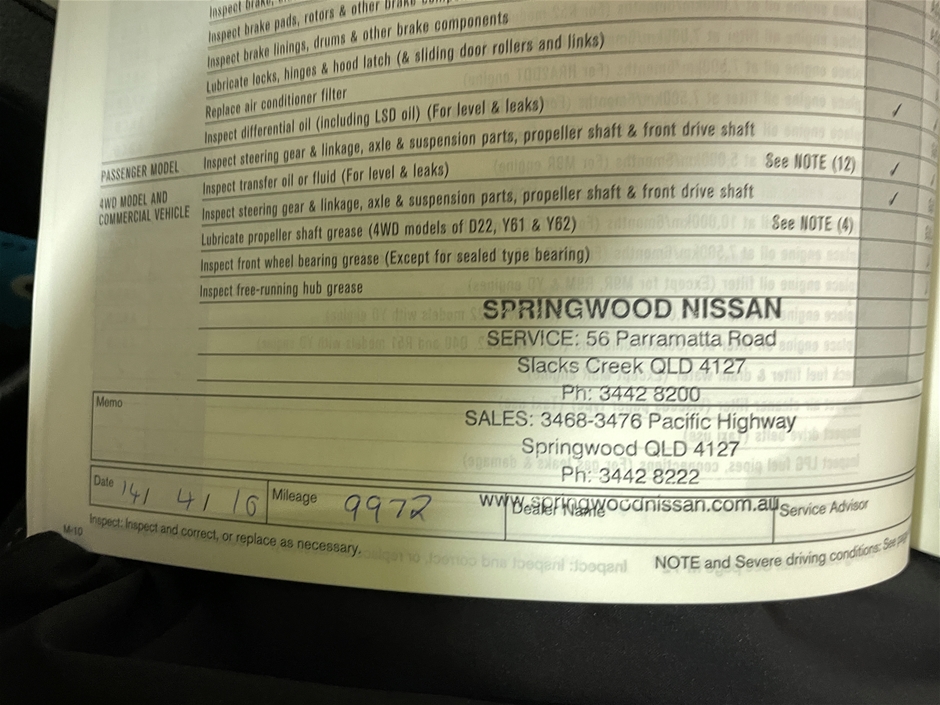 Inspect brake,
Inspect brake pads, rotors & other brake
Inspect brake linings, drums & other brake components
Lubricate locks, hinges & hood latch (& sliding door rollers and links)
Replace air conditioner filter
Inspect differential oil (including LSD oil) (For level & leaks) ✓
PASSENGER MODEL Inspect steering gear & linkage, axle & suspension parts, propeller shaft & front drive shaft
4WD MODEL AND COMMERCIAL VEHICLE Inspect transfer oil or fluid (For level & leaks) See NOTE (12) ✓
Inspect steering gear & linkage, axle & suspension parts, propeller shaft & front drive shaft ✓
Lubricate propeller shaft grease (4WD models of D22, Y61 & Y62) See NOTE (4)
Inspect front wheel bearing grease (Except for sealed type bearing)
Inspect free-running hub grease
SPRINGWOOD NISSAN
SERVICE: 56 Parramatta Road
Slacks Creek QLD 4127
Ph: 3442 8200
Memo
SALES: 3468-3476 Pacific Highway
Springwood QLD 4127
Ph: 3442 8222
www.springwoodnissan.com.au
Date 14/ 4/ 16 Mileage 9972 Dealer Name Service Advisor
M-10 Inspect: Inspect and correct, or replace as necessary.
NOTE and Severe driving conditions: See